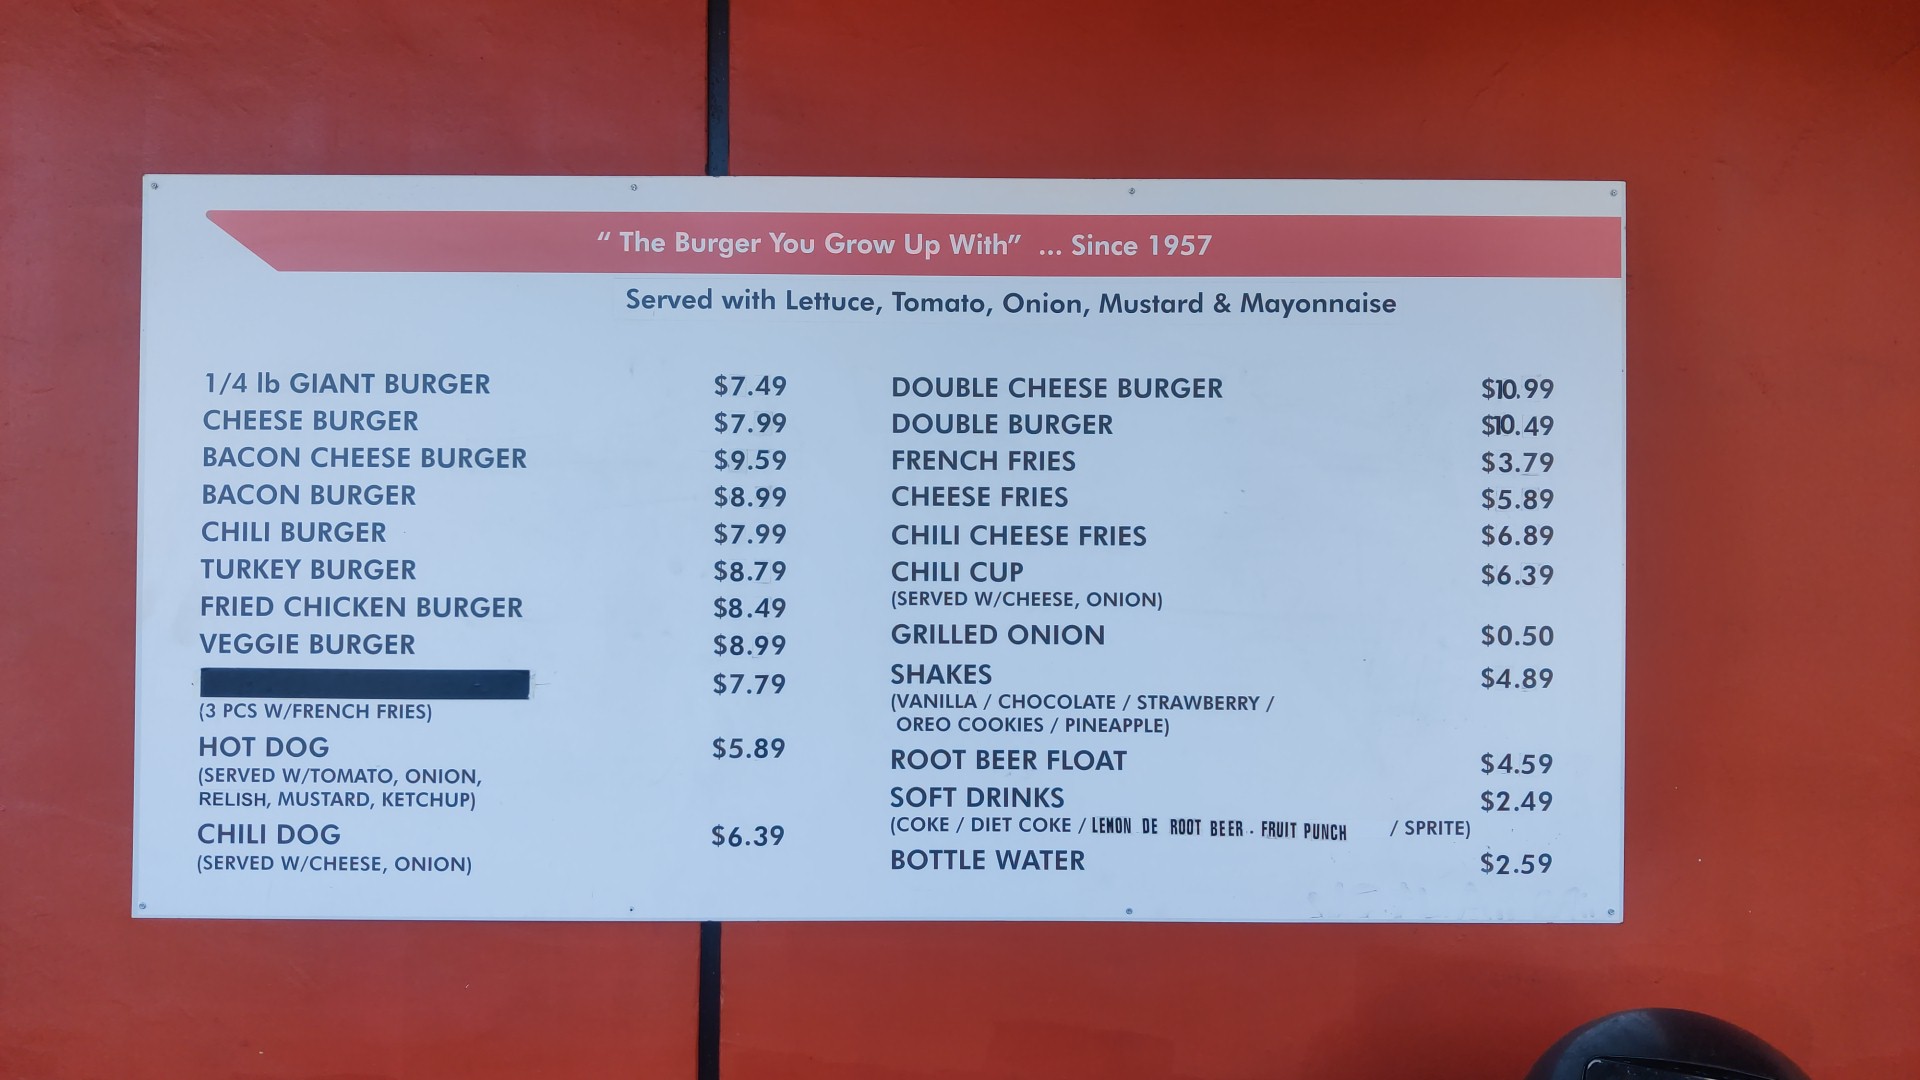 “ The Burger You Grow Up With” ... Since 1957
Served with Lettuce, Tomato, Onion, Mustard & Mayonnaise
1/4 lb GIANT BURGER $7.49
CHEESE BURGER $7.99
BACON CHEESE BURGER $9.59
BACON BURGER $8.99
CHILI BURGER $7.99
TURKEY BURGER $8.79
FRIED CHICKEN BURGER $8.49
VEGGIE BURGER $8.99
$7.79
(3 PCS W/FRENCH FRIES)
HOT DOG $5.89
(SERVED W/TOMATO, ONION,
RELISH, MUSTARD, KETCHUP)
CHILI DOG $6.39
(SERVED W/CHEESE, ONION)
DOUBLE CHEESE BURGER $10.99
DOUBLE BURGER $10.49
FRENCH FRIES $3.79
CHEESE FRIES $5.89
CHILI CHEESE FRIES $6.89
CHILI CUP $6.39
(SERVED W/CHEESE, ONION)
GRILLED ONION $0.50
SHAKES $4.89
(VANILLA / CHOCOLATE / STRAWBERRY /
OREO COOKIES / PINEAPPLE)
ROOT BEER FLOAT $4.59
SOFT DRINKS $2.49
(COKE / DIET COKE / LEMON DE ROOT BEER . FRUIT PUNCH / SPRITE)
BOTTLE WATER $2.59